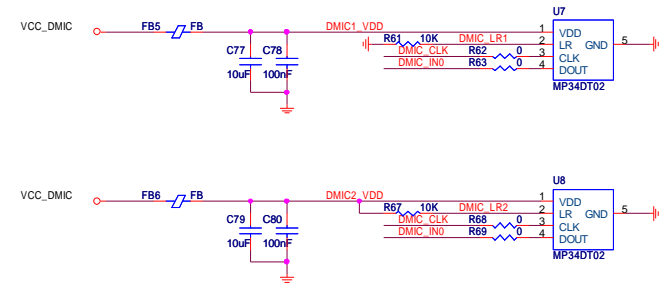 U7
VCC_DMIC FB5 FB DMIC1_VDD 1 VDD
R61 10K DMIC_LR1 2 LR GND 5
C77 C78 DMIC_CLK R62 0 3 CLK
DMIC_IN0 R63 0 4 DOUT
10uF 100nF MP34DT02
U8
VCC_DMIC FB6 FB DMIC2_VDD 1 VDD
R67 10K DMIC_LR2 2 LR GND 5
C79 C80 DMIC_CLK R68 0 3 CLK
DMIC_IN0 R69 0 4 DOUT
10uF 100nF MP34DT02